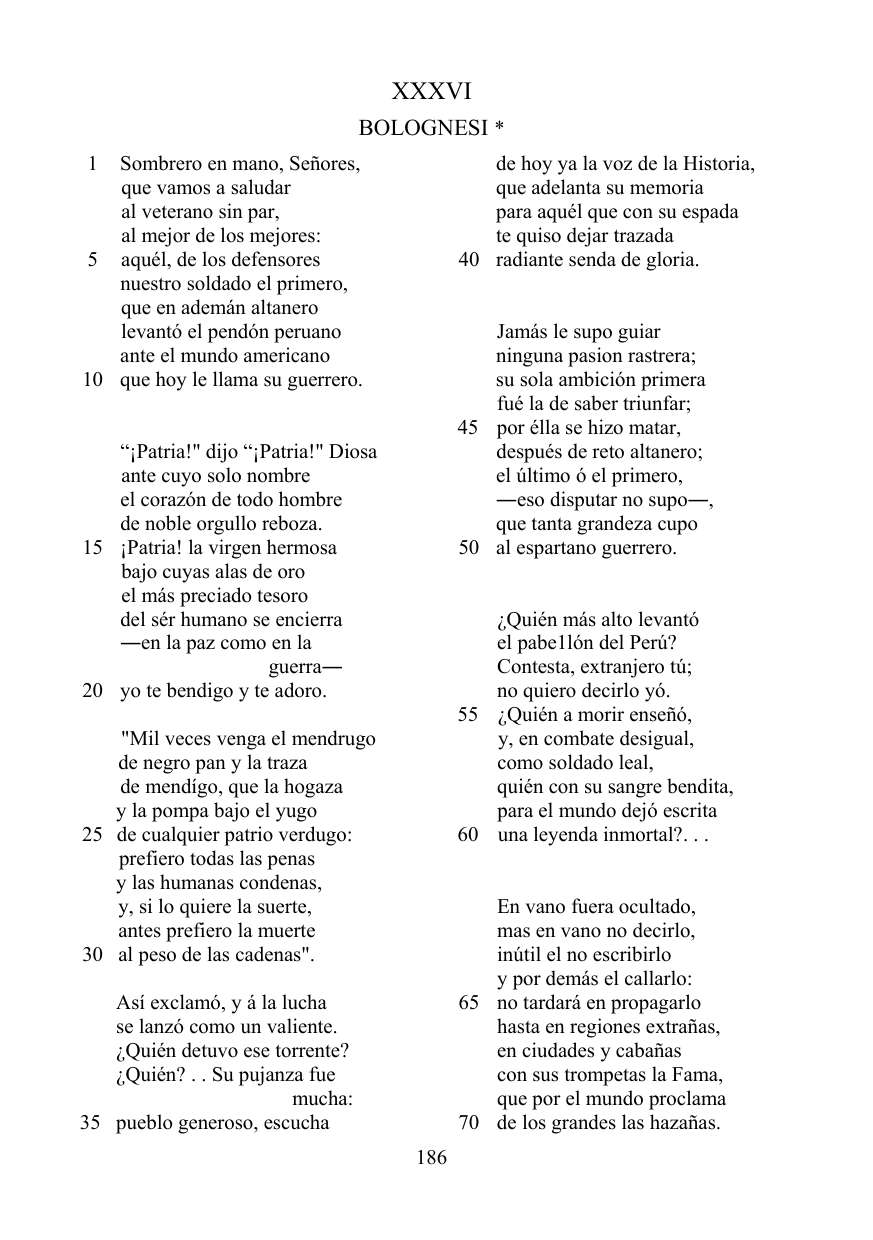 XXXVI
BOLOGNESI *
1 Sombrero en mano, Señores,
que vamos a saludar
al veterano sin par,
al mejor de los mejores:
5 aquél, de los defensores
nuestro soldado el primero,
que en ademán altanero
levantó el pendón peruano
ante el mundo americano
10 que hoy le llama su guerrero.
“¡Patria!" dijo “¡Patria!" Diosa
ante cuyo solo nombre
el corazón de todo hombre
de noble orgullo reboza.
15 ¡Patria! la virgen hermosa
bajo cuyas alas de oro
el más preciado tesoro
del sér humano se encierra
―en la paz como en la
guerra―
20 yo te bendigo y te adoro.
"Mil veces venga el mendrugo
de negro pan y la traza
de mendígo, que la hogaza
y la pompa bajo el yugo
25 de cualquier patrio verdugo:
prefiero todas las penas
y las humanas condenas,
y, si lo quiere la suerte,
antes prefiero la muerte
30 al peso de las cadenas".
Así exclamó, y á la lucha
se lanzó como un valiente.
¿Quién detuvo ese torrente?
¿Quién? . . Su pujanza fue
mucha:
35 pueblo generoso, escucha
de hoy ya la voz de la Historia,
que adelanta su memoria
para aquél que con su espada
te quiso dejar trazada
40 radiante senda de gloria.
Jamás le supo guiar
ninguna pasion rastrera;
su sola ambición primera
fué la de saber triunfar;
45 por élla se hizo matar,
después de reto altanero;
el último ó el primero,
―eso disputar no supo―,
que tanta grandeza cupo
50 al espartano guerrero.
¿Quién más alto levantó
el pabe1lón del Perú?
Contesta, extranjero tú;
no quiero decirlo yó.
55 ¿Quién a morir enseñó,
y, en combate desigual,
como soldado leal,
quién con su sangre bendita,
para el mundo dejó escrita
60 una leyenda inmortal?. . .
En vano fuera ocultado,
mas en vano no decirlo,
inútil el no escribirlo
y por demás el callarlo:
65 no tardará en propagarlo
hasta en regiones extrañas,
en ciudades y cabañas
con sus trompetas la Fama,
que por el mundo proclama
70 de los grandes las hazañas.
186